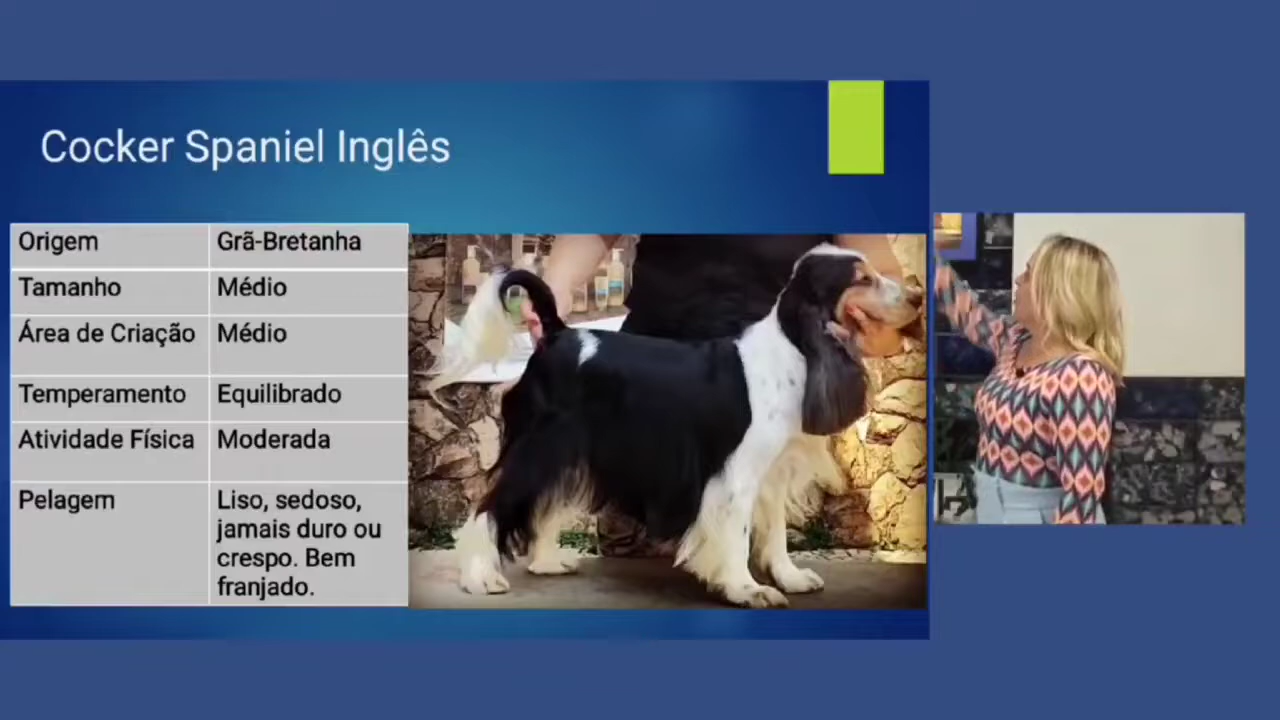 Cocker Spaniel Inglês
Origem Grã-Bretanha
Tamanho Médio
Área de Criação Médio
Temperamento Equilibrado
Atividade Física Moderada
Pelagem Liso, sedoso,
jamais duro ou
crespo. Bem
franjado.